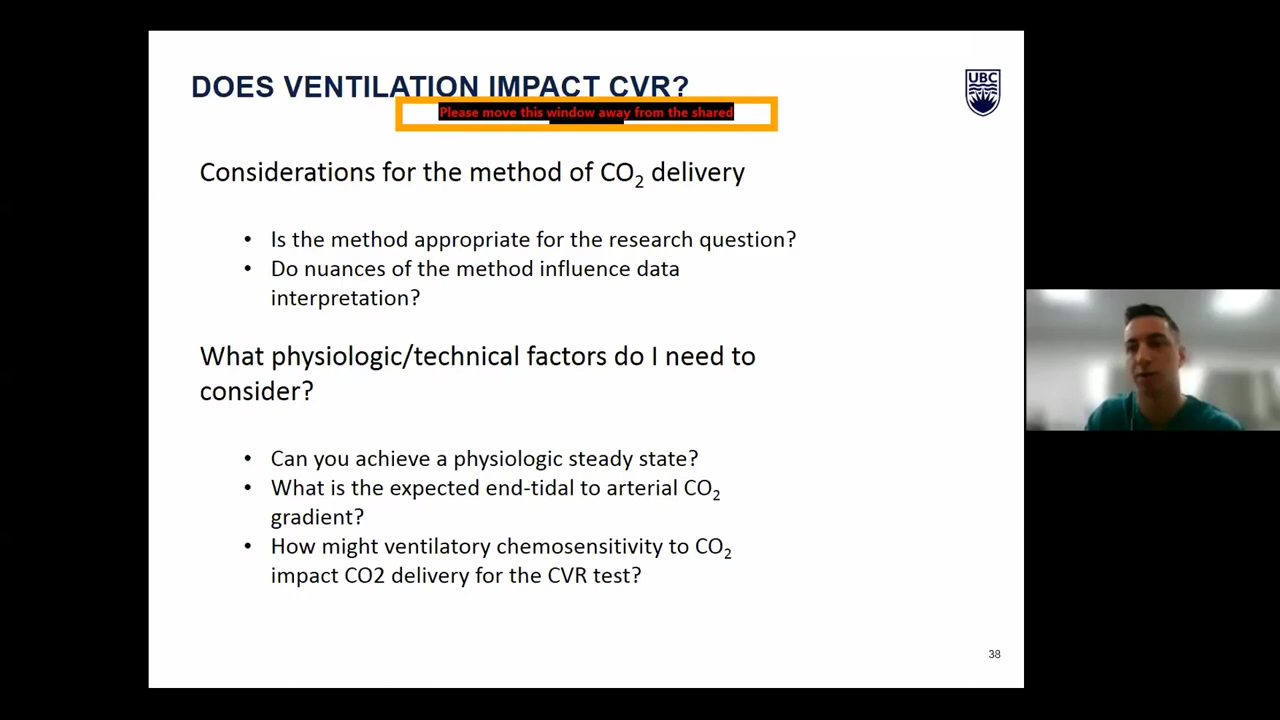 DOES VENTILATION IMPACT CVR?
Please move this window away from the shared
UBC
Considerations for the method of CO₂ delivery
• Is the method appropriate for the research question?
• Do nuances of the method influence data
interpretation?
What physiologic/technical factors do I need to
consider?
• Can you achieve a physiologic steady state?
• What is the expected end-tidal to arterial CO₂
gradient?
• How might ventilatory chemosensitivity to CO₂
impact CO2 delivery for the CVR test?
38